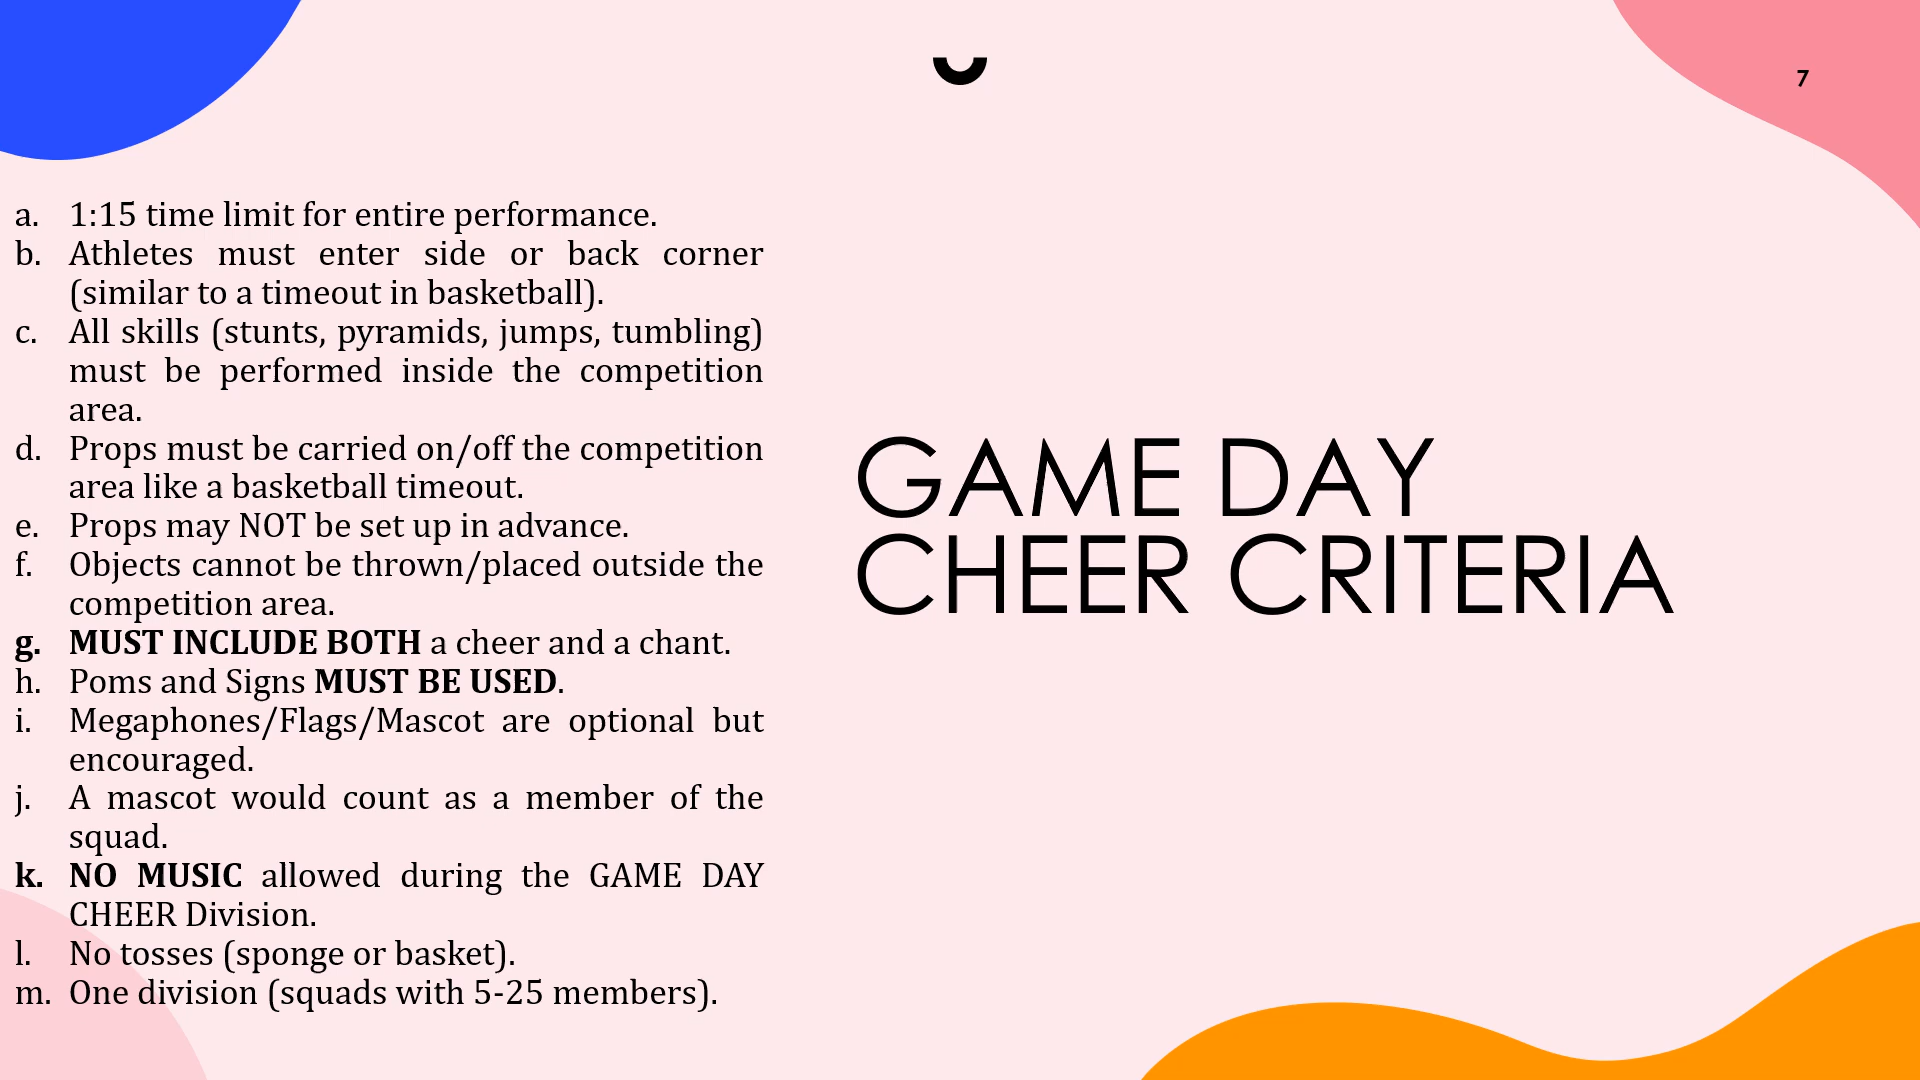 7
a. 1:15 time limit for entire performance.
b. Athletes must enter side or back corner
(similar to a timeout in basketball).
c. All skills (stunts, pyramids, jumps, tumbling)
must be performed inside the competition
area.
d. Props must be carried on/off the competition
area like a basketball timeout.
e. Props may NOT be set up in advance.
f. Objects cannot be thrown/placed outside the
competition area.
g. MUST INCLUDE BOTH a cheer and a chant.
h. Poms and Signs MUST BE USED.
i. Megaphones/Flags/Mascot are optional but
encouraged.
j. A mascot would count as a member of the
squad.
k. NO MUSIC allowed during the GAME DAY
CHEER Division.
l. No tosses (sponge or basket).
m. One division (squads with 5-25 members).
GAME DAY
CHEER CRITERIA